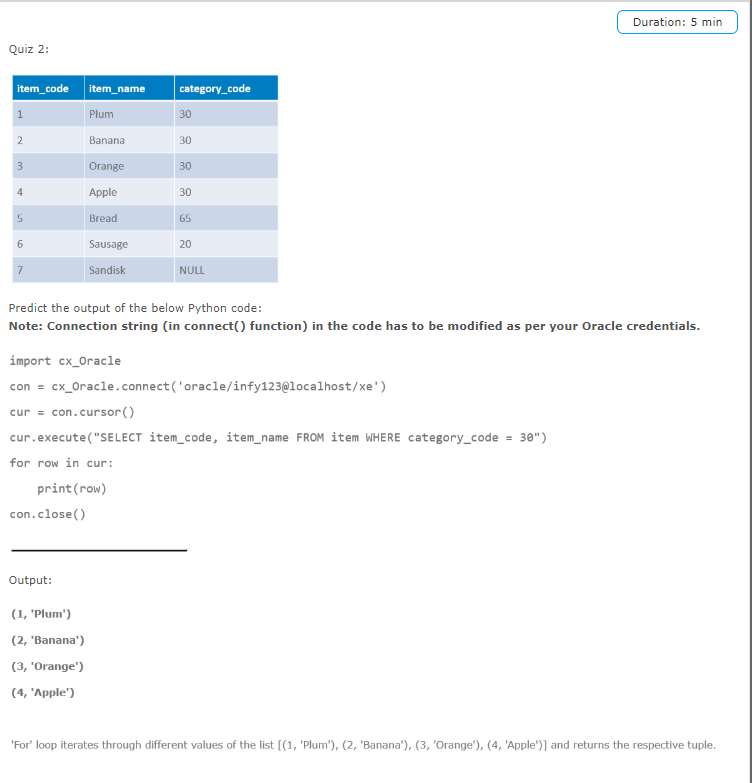 Duration: 5 min
Quiz 2:
item_code item_name category_code
1 Plum 30
2 Banana 30
3 Orange 30
4 Apple 30
5 Bread 65
6 Sausage 20
7 Sandisk NULL
Predict the output of the below Python code:
Note: Connection string (in connect() function) in the code has to be modified as per your Oracle credentials.
import cx_Oracle
con = cx_Oracle.connect('oracle/infy123@localhost/xe')
cur = con.cursor()
cur.execute("SELECT item_code, item_name FROM item WHERE category_code = 30")
for row in cur:
    print(row)
con.close()
Output:
(1, 'Plum')
(2, 'Banana')
(3, 'Orange')
(4, 'Apple')
'For' loop iterates through different values of the list [(1, 'Plum'), (2, 'Banana'), (3, 'Orange'), (4, 'Apple')] and returns the respective tuple.